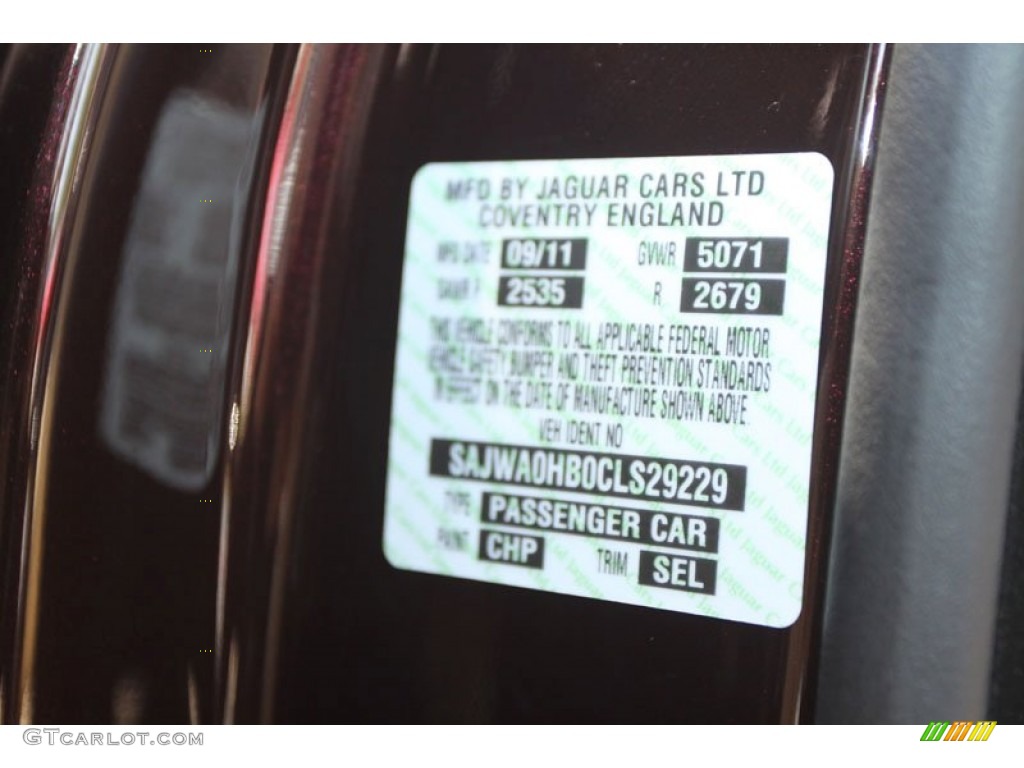 MFD BY JAGUAR CARS LTD
COVENTRY ENGLAND
MFD DATE 09/11 GVWR 5071
GAWR F 2535 R 2679
THIS VEHICLE CONFORMS TO ALL APPLICABLE FEDERAL MOTOR
VEHICLE SAFETY BUMPER AND THEFT PREVENTION STANDARDS
IN EFFECT ON THE DATE OF MANUFACTURE SHOWN ABOVE
VEH IDENT NO
SAJWA0HB0CLS29229
TYPE PASSENGER CAR
PAINT CHP TRIM SEL
GTcarlot.com